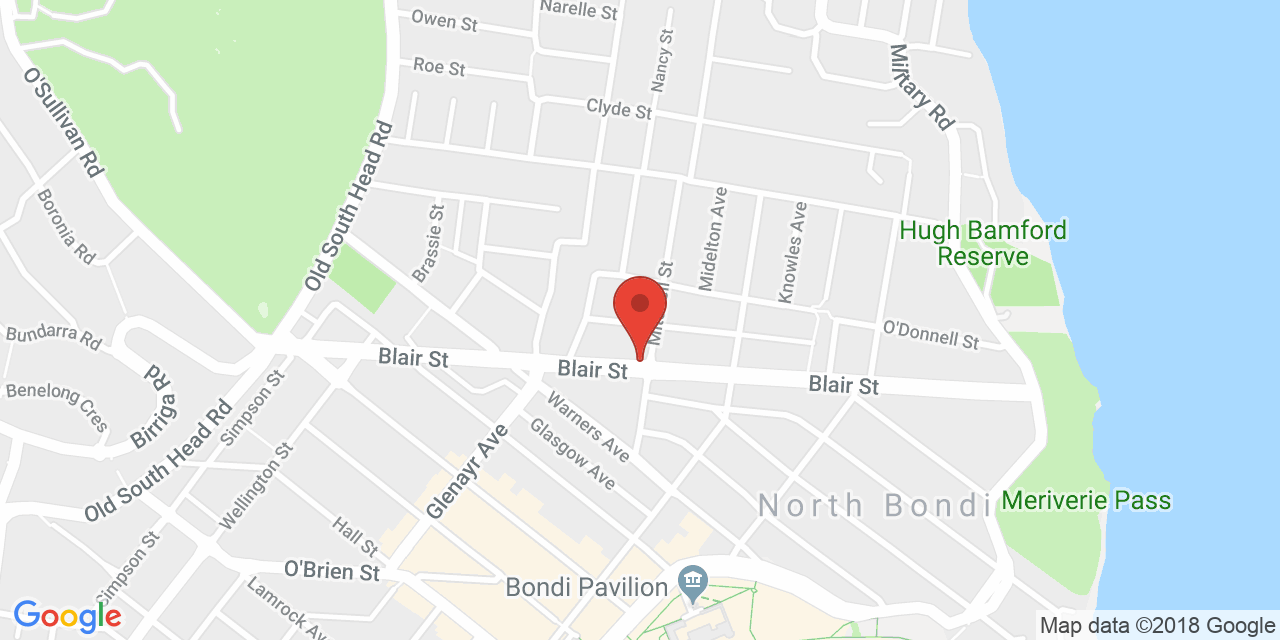 Narelle St
Owen St
Nancy St
Roe St
Military Rd
Clyde St
O'Sullivan Rd
Old South Head Rd
Boronia Rd
Brassie St
Midelton Ave
Knowles Ave
Hugh Bamford
Reserve
O'Donnell St
Bundarra Rd
Blair St
Blair St
Blair St
Birriga Rd
Benelong Cres
Simpson St
Old South Head Rd
Warners Ave
Glasgow Ave
Glenayr Ave
Wellington St
North Bondi
Meriverie Pass
Hall St
Simpson St
O'Brien St
Bondi Pavilion
Lamrock Av
Google
Map data ©2018 Google